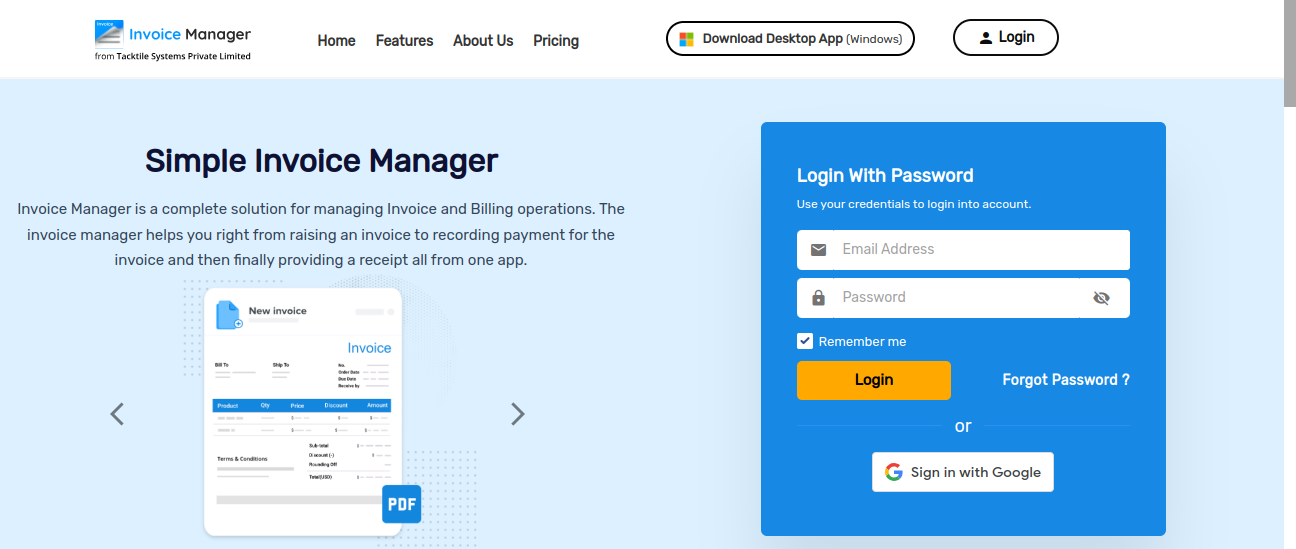 Invoice
Invoice Manager
from Tacktile Systems Private Limited
Home
Features
About Us
Pricing
Download Desktop App (Windows)
Login
Simple Invoice Manager
Invoice Manager is a complete solution for managing Invoice and Billing operations. The
invoice manager helps you right from raising an invoice to recording payment for the
invoice and then finally providing a receipt all from one app.
New invoice
Invoice
Bill To
Ship To
No.
Order Date
Due Date
Receive by
Product Qty Price Discount Amount
$ $ $
$ $ $
Sub total $
Discount (-) $
Terms & Conditions
Rounding Off
Total(USD) $
PDF
Login With Password
Use your credentials to login into account.
Email Address
Password
Remember me
Login
Forgot Password ?
or
Sign in with Google